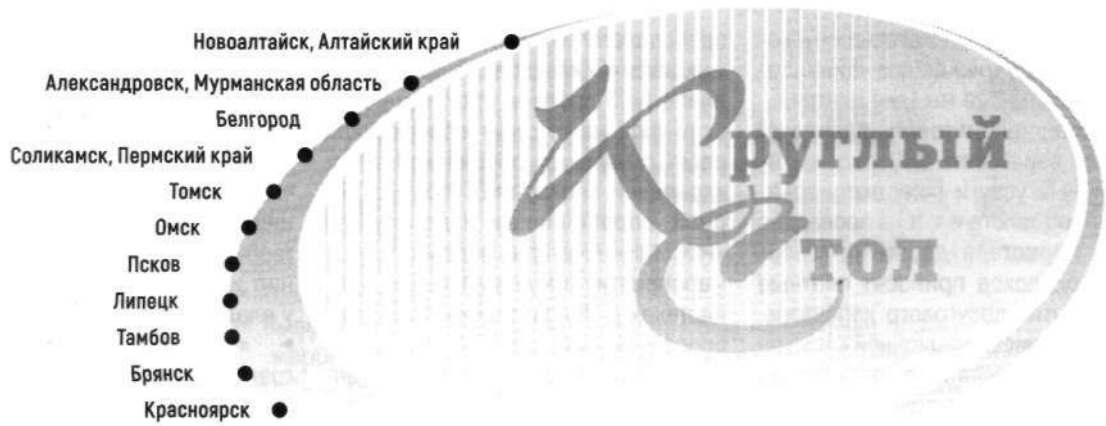 Новоалтайск, Алтайский край
Александровск, Мурманская область
Белгород
Соликамск, Пермский край
Томск
Омск
Псков
Липецк
Тамбов
Брянск
Красноярск
Круглый
Стол